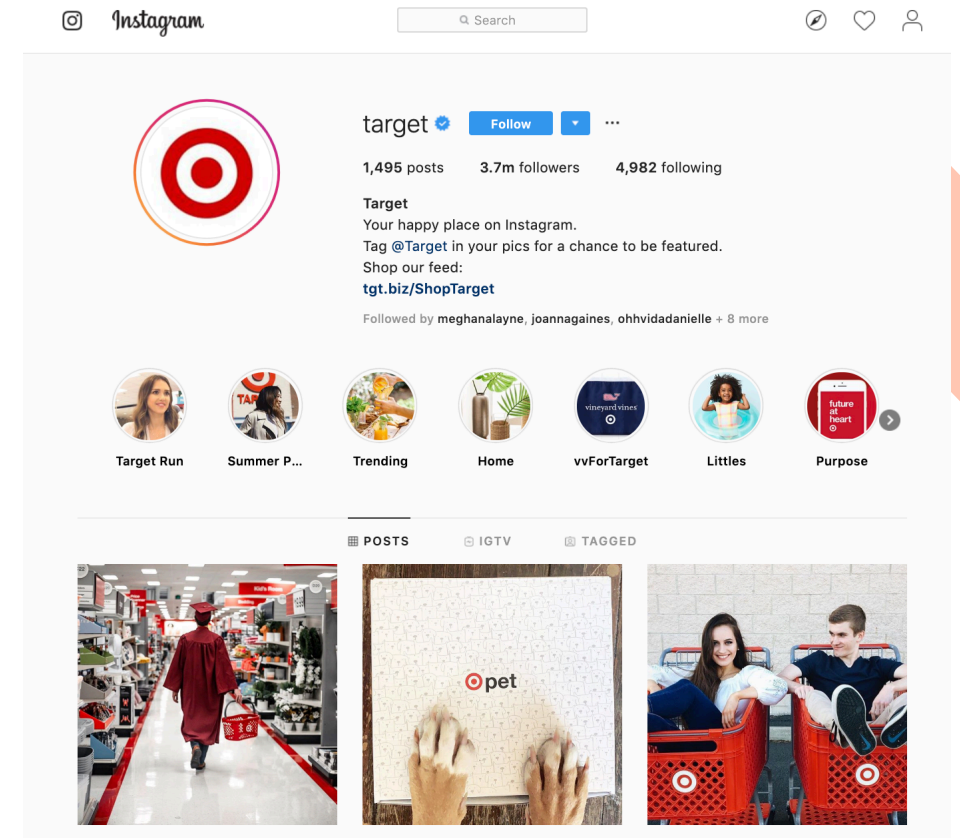 Instagram
Search
target
Follow
1,495 posts 3.7m followers 4,982 following
Target
Your happy place on Instagram.
Tag @Target in your pics for a chance to be featured.
Shop our feed:
tgt.biz/ShopTarget
Followed by meghanalayne, joannagaines, ohhvidadanielle + 8 more
TAR
vineyard vines
future
at
heart
Target Run
Summer P...
Trending
Home
vvForTarget
Littles
Purpose
POSTS
IGTV
TAGGED
pet